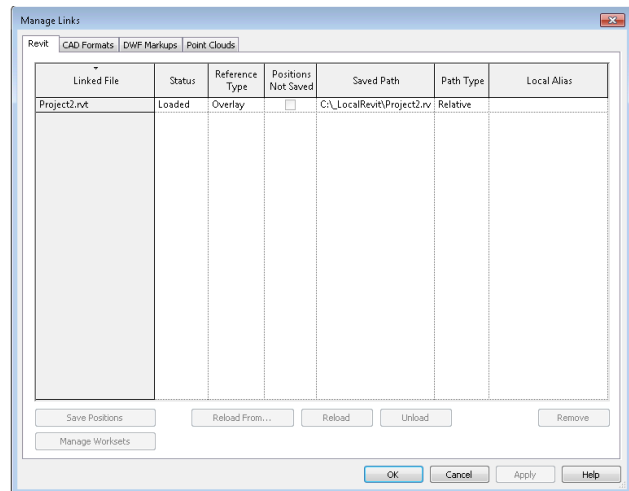 Manage Links
Revit CAD Formats DWF Markups Point Clouds
Linked File Status Reference Type Positions Not Saved Saved Path Path Type Local Alias
Project2.rvt Loaded Overlay C:\_LocalRevit\Project2.rv Relative
Save Positions Reload From... Reload Unload Remove
Manage Worksets
OK Cancel Apply Help